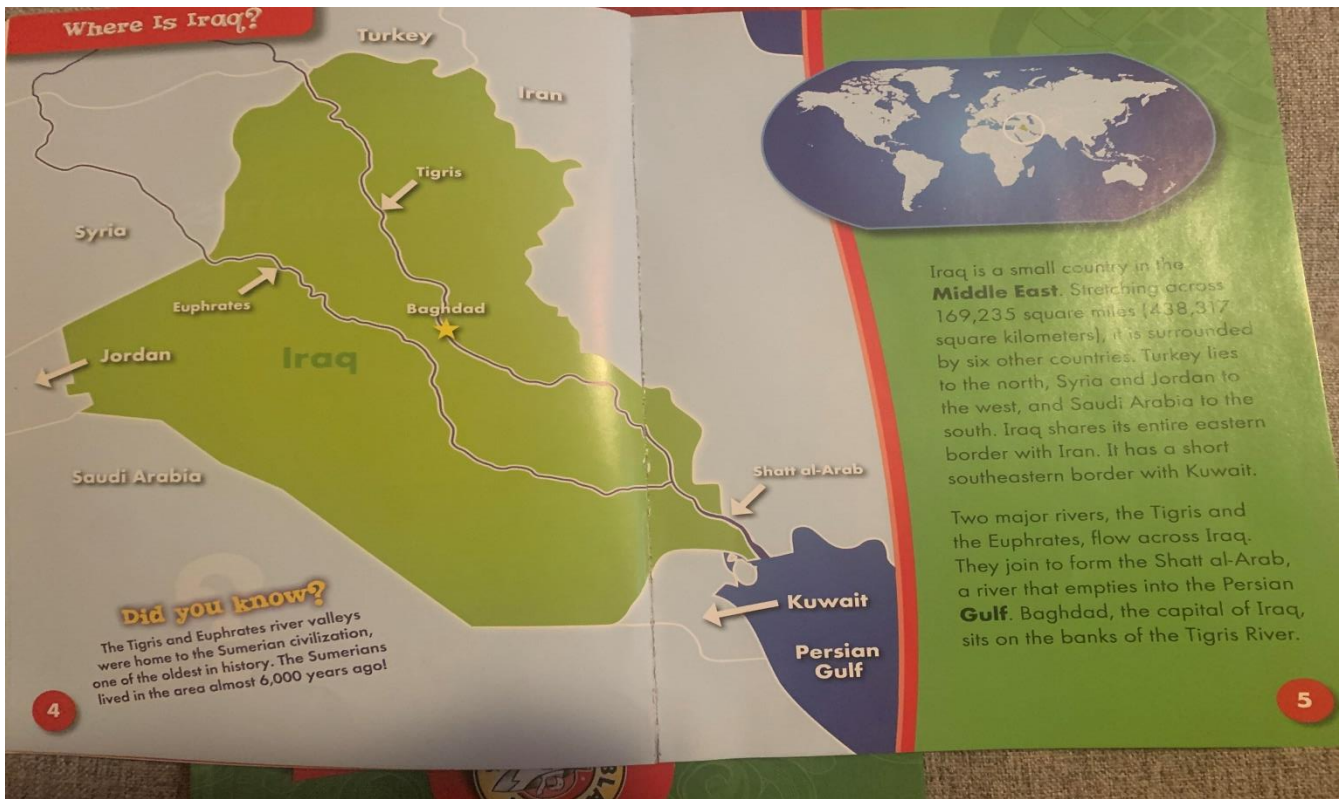 Where Is Iraq?
Turkey
Iran
Tigris
Syria
Euphrates
Baghdad
Jordan
Iraq
Saudi Arabia
Shatt al-Arab
Kuwait
Persian
Gulf
Did you know?
The Tigris and Euphrates river valleys
were home to the Sumerian civilization,
one of the oldest in history. The Sumerians
lived in the area almost 6,000 years ago!
4
Iraq is a small country in the
Middle East. Stretching across
169,235 square miles (438,317
square kilometers), it is surrounded
by six other countries. Turkey lies
to the north, Syria and Jordan to
the west, and Saudi Arabia to the
south. Iraq shares its entire eastern
border with Iran. It has a short
southeastern border with Kuwait.
Two major rivers, the Tigris and
the Euphrates, flow across Iraq.
They join to form the Shatt al-Arab,
a river that empties into the Persian
Gulf. Baghdad, the capital of Iraq,
sits on the banks of the Tigris River.
5